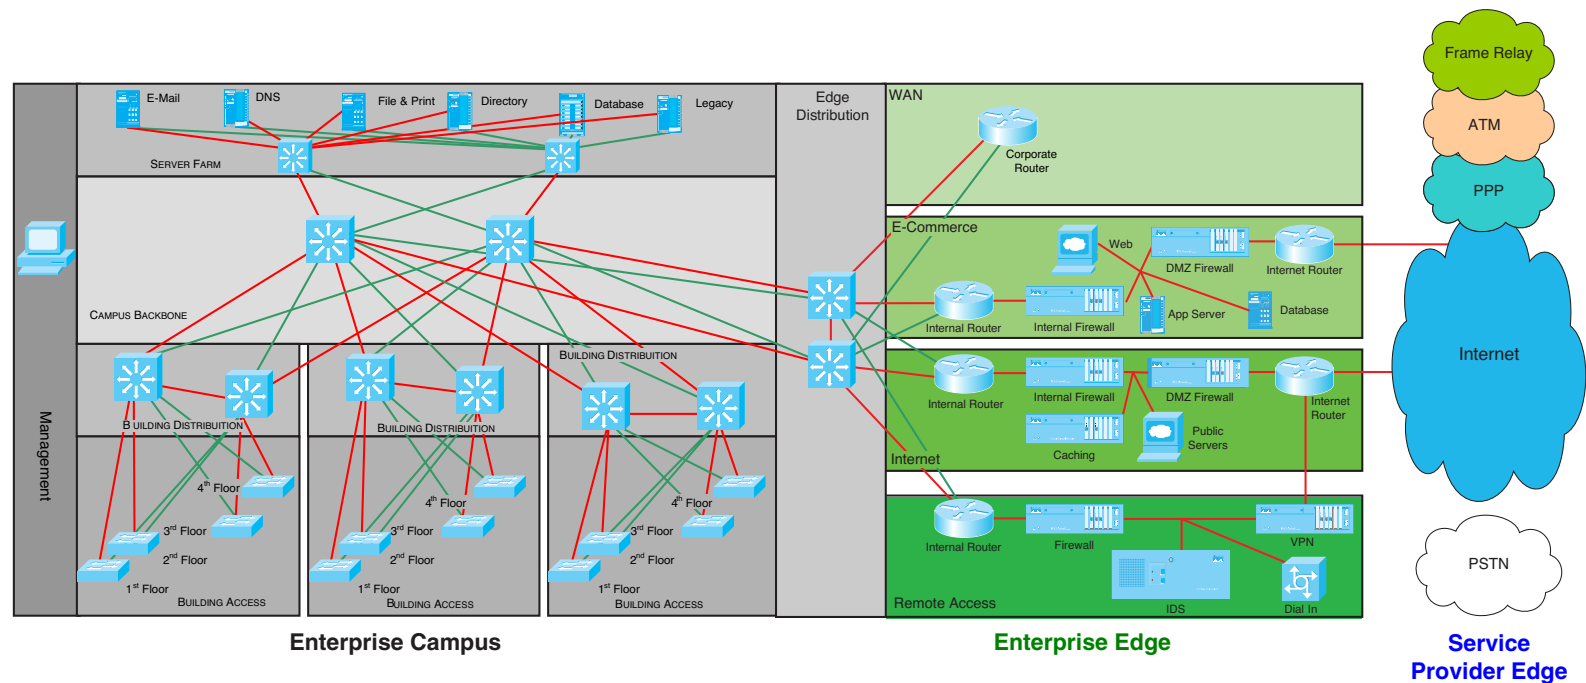 Frame Relay
ATM
PPP
Internet
PSTN
Service
Provider Edge
E-Mail
DNS
File & Print
Directory
Database
Legacy
SERVER FARM
Edge
Distribution
WAN
Corporate
Router
E-Commerce
Web
DMZ Firewall
Internet Router
Internal Router
Internal Firewall
App Server
Database
CAMPUS BACKBONE
Management
BUILDING DISTRIBUITION
BUILDING DISTRIBUTION
BUILDING DISTRIBUTION
Internal Router
Internal Firewall
DMZ Firewall
Internet
Router
Caching
Public
Servers
Internet
4th Floor
3rd Floor
2nd Floor
1st Floor
BUILDING ACCESS
4th Floor
3rd Floor
2nd Floor
1st Floor
BUILDING ACCESS
4th Floor
3rd Floor
2nd Floor
1st Floor
BUILDING ACCESS
Internal Router
Firewall
VPN
IDS
Dial In
Remote Access
Enterprise Campus
Enterprise Edge